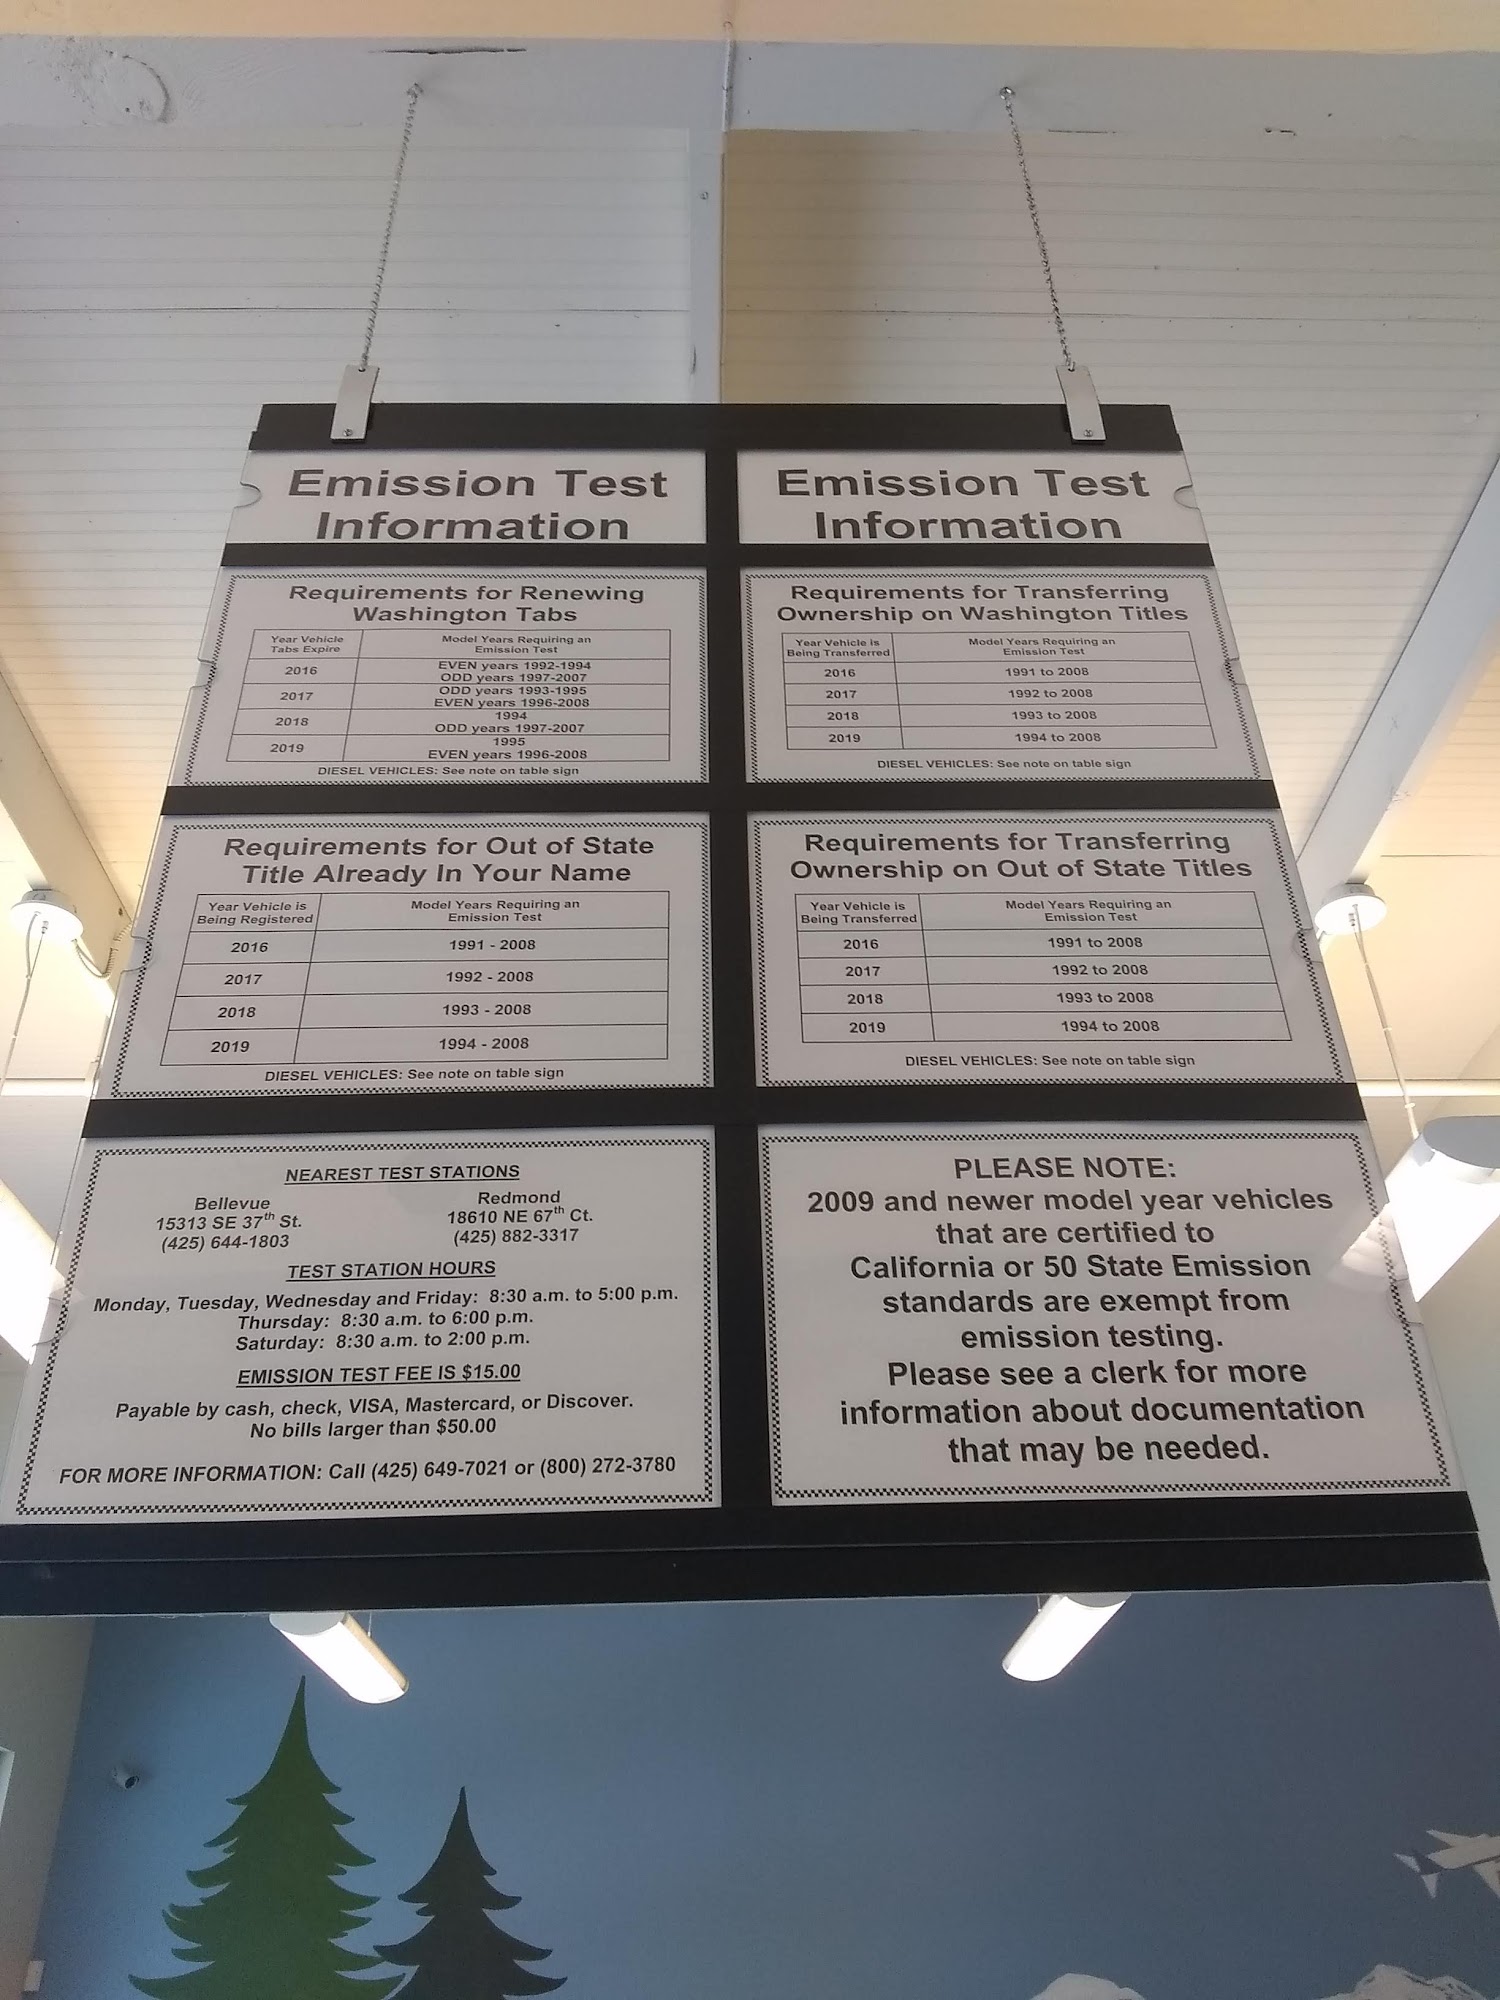 Emission Test
Information
Requirements for Renewing
Washington Tabs
Year Vehicle
Tabs Expire
Model Years Requiring an
Emission Test
2016
EVEN years 1992-1994
ODD years 1997-2007
2017
ODD years 1993-1995
EVEN years 1996-2008
2018
1994
ODD years 1997-2007
2019
1995
EVEN years 1996-2008
DIESEL VEHICLES: See note on table sign
Requirements for Out of State
Title Already In Your Name
Year Vehicle is
Being Registered
Model Years Requiring an
Emission Test
2016
1991 - 2008
2017
1992 - 2008
2018
1993 - 2008
2019
1994 - 2008
DIESEL VEHICLES: See note on table sign
NEAREST TEST STATIONS
Bellevue
15313 SE 37th St.
(425) 644-1803
Redmond
18610 NE 67th Ct.
(425) 882-3317
TEST STATION HOURS
Monday, Tuesday, Wednesday and Friday: 8:30 a.m. to 5:00 p.m.
Thursday: 8:30 a.m. to 6:00 p.m.
Saturday: 8:30 a.m. to 2:00 p.m.
EMISSION TEST FEE IS $15.00
Payable by cash, check, VISA, Mastercard, or Discover.
No bills larger than $50.00
FOR MORE INFORMATION: Call (425) 649-7021 or (800) 272-3780
Emission Test
Information
Requirements for Transferring
Ownership on Washington Titles
Year Vehicle is
Being Transferred
Model Years Requiring an
Emission Test
2016
1991 to 2008
2017
1992 to 2008
2018
1993 to 2008
2019
1994 to 2008
DIESEL VEHICLES: See note on table sign
Requirements for Transferring
Ownership on Out of State Titles
Year Vehicle is
Being Transferred
Model Years Requiring an
Emission Test
2016
1991 to 2008
2017
1992 to 2008
2018
1993 to 2008
2019
1994 to 2008
DIESEL VEHICLES: See note on table sign
PLEASE NOTE:
2009 and newer model year vehicles
that are certified to
California or 50 State Emission
standards are exempt from
emission testing.
Please see a clerk for more
information about documentation
that may be needed.